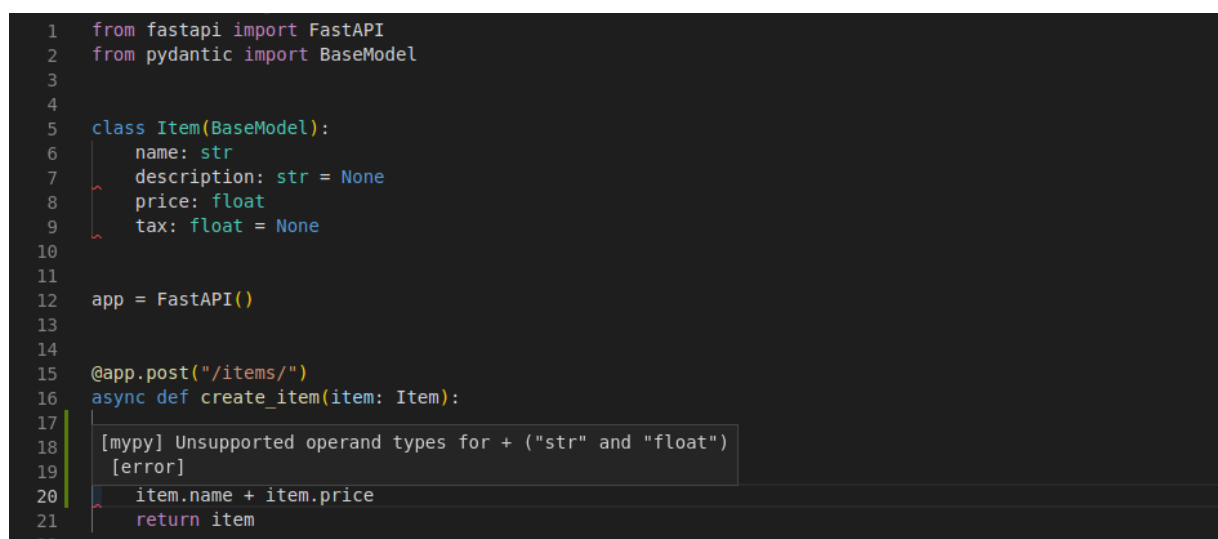 1 from fastapi import FastAPI
2 from pydantic import BaseModel
3
4
5 class Item(BaseModel):
6     name: str
7     description: str = None
8     price: float
9     tax: float = None
10
11
12 app = FastAPI()
13
14
15 @app.post("/items/")
16 async def create_item(item: Item):
17
18 [mypy] Unsupported operand types for + ("str" and "float")
19 [error]
20     item.name + item.price
21     return item